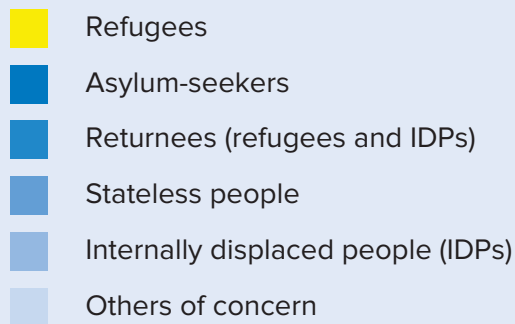 Refugees
Asylum-seekers
Returnees (refugees and IDPs)
Stateless people
Internally displaced people (IDPs)
Others of concern